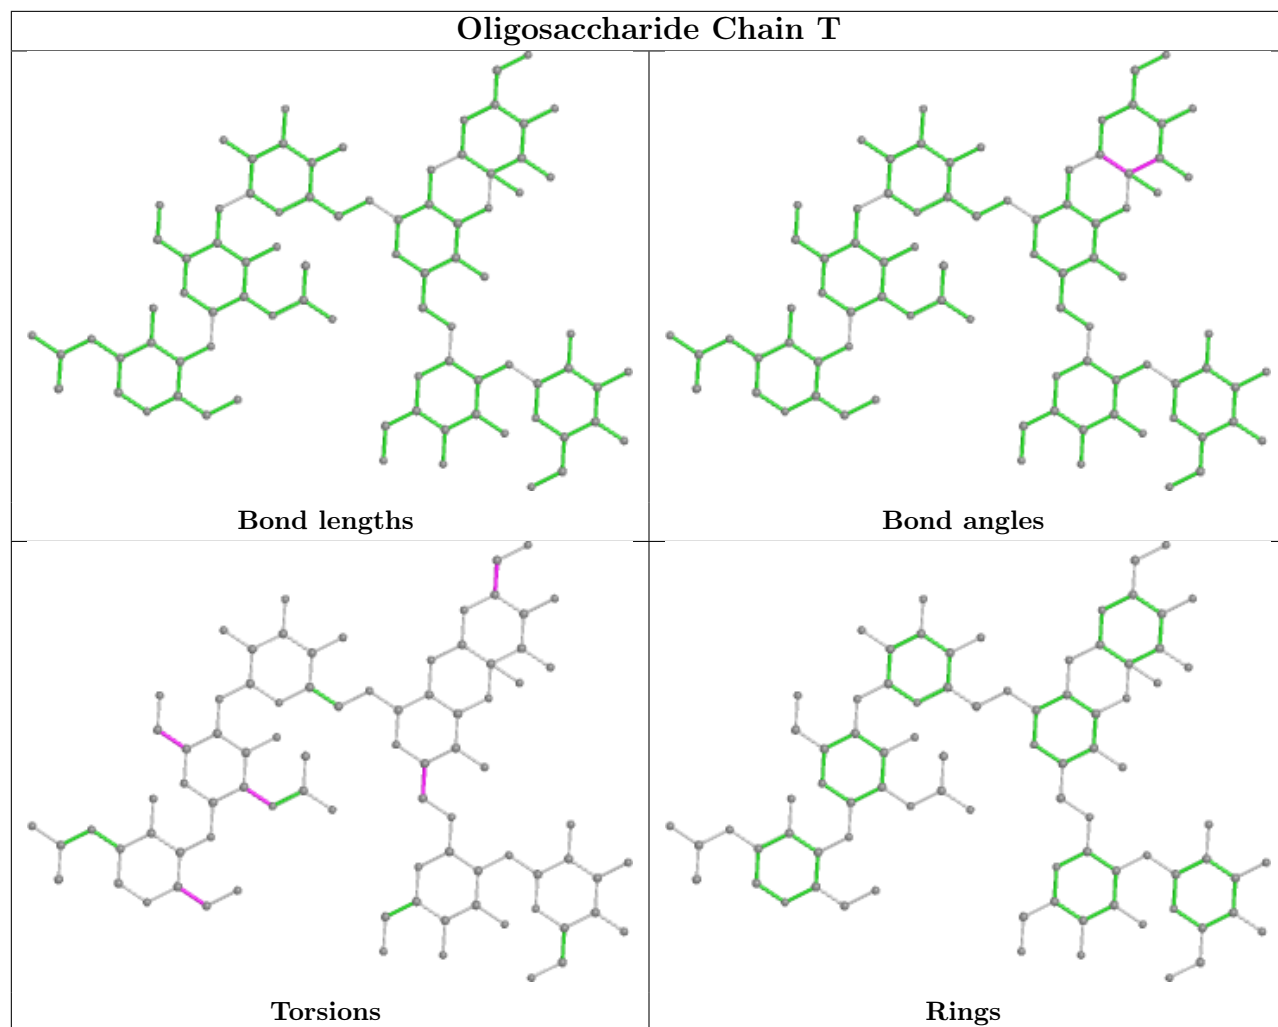 Oligosaccharide Chain T
Bond lengths
Bond angles
Torsions
Rings